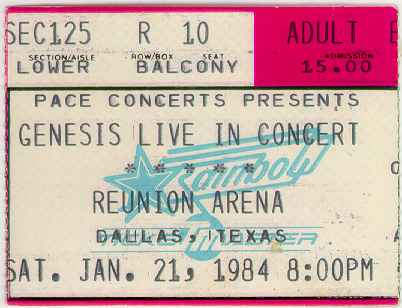 SEC125 R 10 ADULT
SECTION/AISLE ROW/BOX SEAT ADMISSION
LOWER BALCONY 15.00
PACE CONCERTS PRESENTS
GENESIS LIVE IN CONCERT
* * * * *
Rainbow
REUNION ARENA
DALLAS, TEXAS
SAT. JAN. 21, 1984 8:00PM